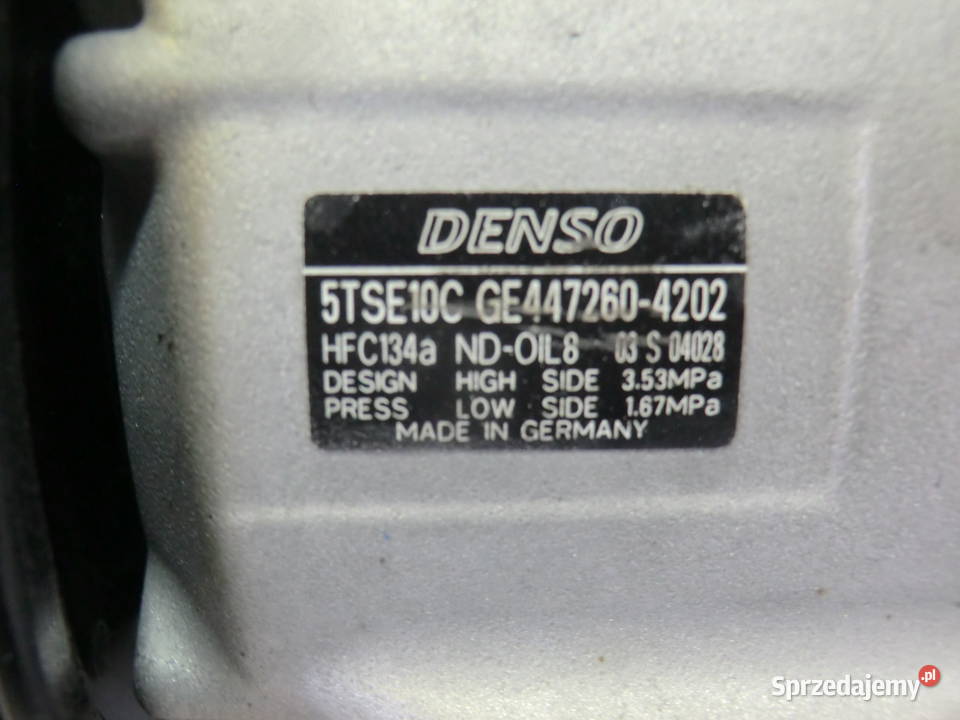 DENSO
5TSE10C GE447260-4202
HFC134a ND-OIL8 03 S 04028
DESIGN HIGH SIDE 3.53MPa
PRESS LOW SIDE 1.67MPa
MADE IN GERMANY
Sprzedajemy.pl